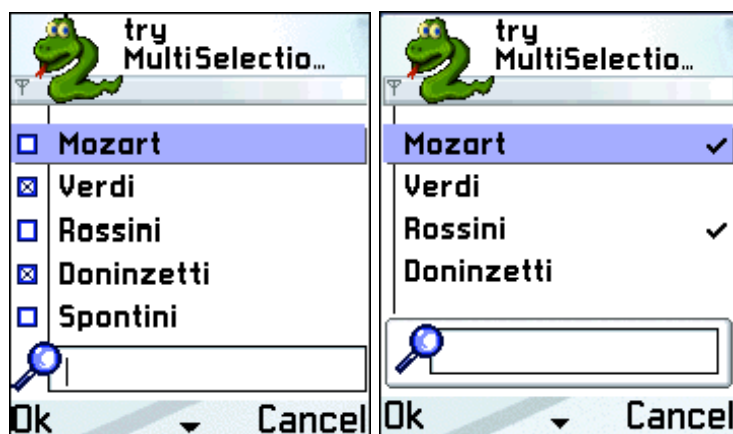 try
MultiSelectio...
Mozart
Verdi
Rossini
Doninzetti
Spontini
Ok Cancel
try
MultiSelectio...
Mozart
Verdi
Rossini
Doninzetti
Ok Cancel